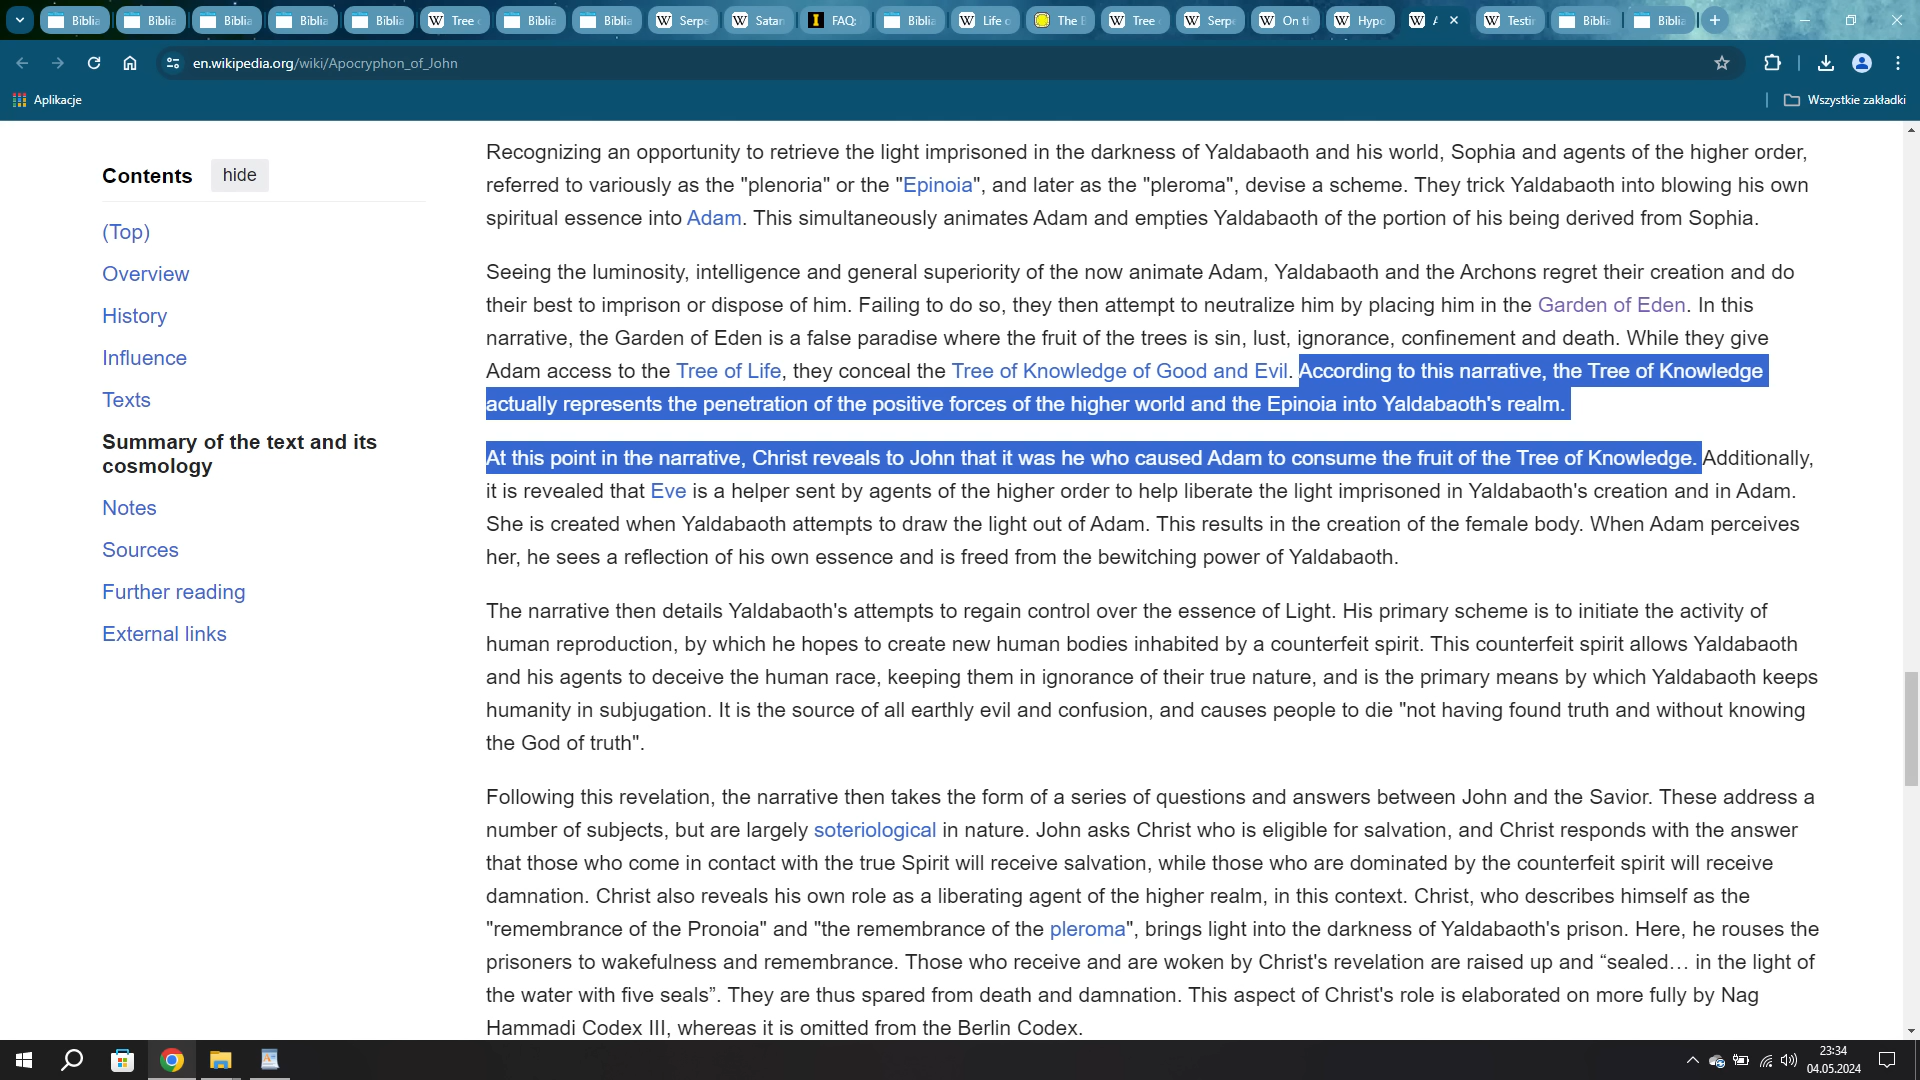 Biblia
Biblia
Biblia
Biblia
Biblia
Tree
Biblia
Biblia
Serpe
Satan
FAQ:
Biblia
Life o
The B
Tree
Serpe
On th
Hypo
Testin
Biblia
Biblia
en.wikipedia.org/wiki/Apocryphon_of_John
Aplikacje
Wszystkie zakładki
Contents hide
(Top)
Overview
History
Influence
Texts
Summary of the text and its
cosmology
Notes
Sources
Further reading
External links
Recognizing an opportunity to retrieve the light imprisoned in the darkness of Yaldabaoth and his world, Sophia and agents of the higher order,
referred to variously as the "plenoria" or the "Epinoia", and later as the "pleroma", devise a scheme. They trick Yaldabaoth into blowing his own
spiritual essence into Adam. This simultaneously animates Adam and empties Yaldabaoth of the portion of his being derived from Sophia.
Seeing the luminosity, intelligence and general superiority of the now animate Adam, Yaldabaoth and the Archons regret their creation and do
their best to imprison or dispose of him. Failing to do so, they then attempt to neutralize him by placing him in the Garden of Eden. In this
narrative, the Garden of Eden is a false paradise where the fruit of the trees is sin, lust, ignorance, confinement and death. While they give
Adam access to the Tree of Life, they conceal the Tree of Knowledge of Good and Evil. According to this narrative, the Tree of Knowledge
actually represents the penetration of the positive forces of the higher world and the Epinoia into Yaldabaoth's realm.
At this point in the narrative, Christ reveals to John that it was he who caused Adam to consume the fruit of the Tree of Knowledge. Additionally,
it is revealed that Eve is a helper sent by agents of the higher order to help liberate the light imprisoned in Yaldabaoth's creation and in Adam.
She is created when Yaldabaoth attempts to draw the light out of Adam. This results in the creation of the female body. When Adam perceives
her, he sees a reflection of his own essence and is freed from the bewitching power of Yaldabaoth.
The narrative then details Yaldabaoth's attempts to regain control over the essence of Light. His primary scheme is to initiate the activity of
human reproduction, by which he hopes to create new human bodies inhabited by a counterfeit spirit. This counterfeit spirit allows Yaldabaoth
and his agents to deceive the human race, keeping them in ignorance of their true nature, and is the primary means by which Yaldabaoth keeps
humanity in subjugation. It is the source of all earthly evil and confusion, and causes people to die "not having found truth and without knowing
the God of truth".
Following this revelation, the narrative then takes the form of a series of questions and answers between John and the Savior. These address a
number of subjects, but are largely soteriological in nature. John asks Christ who is eligible for salvation, and Christ responds with the answer
that those who come in contact with the true Spirit will receive salvation, while those who are dominated by the counterfeit spirit will receive
damnation. Christ also reveals his own role as a liberating agent of the higher realm, in this context. Christ, who describes himself as the
"remembrance of the Pronoia" and "the remembrance of the pleroma", brings light into the darkness of Yaldabaoth's prison. Here, he rouses the
prisoners to wakefulness and remembrance. Those who receive and are woken by Christ's revelation are raised up and “sealed… in the light of
the water with five seals”. They are thus spared from death and damnation. This aspect of Christ's role is elaborated on more fully by Nag
Hammadi Codex III, whereas it is omitted from the Berlin Codex.
23:34
04.05.2024